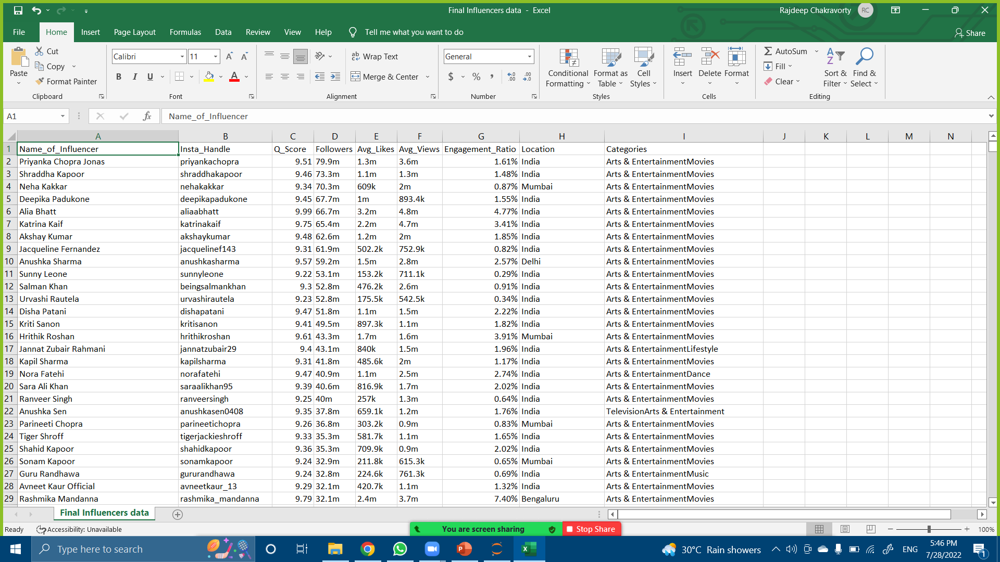 Final Influencers data - Excel
Rajdeep Chakravorty RC
File Home Insert Page Layout Formulas Data Review View Help Tell me what you want to do Share
Paste Cut Copy Format Painter Clipboard
Calibri 11 B I U A Font
ab Wrap Text Merge & Center Alignment
General $ % , Number
Conditional Formatting Format as Table Cell Styles Styles
Insert Delete Format Cells
AutoSum Fill Clear Sort & Filter Find & Select Editing
A1 fx Name_of_Influencer
A B C D E F G H I J K L M N
1 Name_of_Influencer Insta_Handle Q_Score Followers Avg_Likes Avg_Views Engagement_Ratio Location Categories
2 Priyanka Chopra Jonas priyankachopra 9.51 79.9m 1.3m 3.6m 1.61% India Arts & EntertainmentMovies
3 Shraddha Kapoor shraddhakapoor 9.46 73.3m 1.1m 1.3m 1.48% India Arts & EntertainmentMovies
4 Neha Kakkar nehakakkar 9.34 70.3m 609k 2m 0.87% Mumbai Arts & EntertainmentMovies
5 Deepika Padukone deepikapadukone 9.45 67.7m 1m 893.4k 1.55% India Arts & EntertainmentMovies
6 Alia Bhatt aliaabhatt 9.99 66.7m 3.2m 4.8m 4.77% India Arts & EntertainmentMovies
7 Katrina Kaif katrinakaif 9.75 65.4m 2.2m 4.7m 3.41% India Arts & EntertainmentMovies
8 Akshay Kumar akshaykumar 9.48 62.6m 1.2m 2m 1.85% India Arts & EntertainmentMovies
9 Jacqueline Fernandez jacquelinef143 9.31 61.9m 502.2k 752.9k 0.82% India Arts & EntertainmentMovies
10 Anushka Sharma anushkasharma 9.57 59.2m 1.5m 2.8m 2.57% Delhi Arts & EntertainmentMovies
11 Sunny Leone sunnyleone 9.22 53.1m 153.2k 711.1k 0.29% India Arts & EntertainmentMovies
12 Salman Khan beingsalmankhan 9.3 52.8m 476.2k 2.6m 0.91% India Arts & EntertainmentMovies
13 Urvashi Rautela urvashirautela 9.23 52.8m 175.5k 542.5k 0.34% India Arts & EntertainmentMovies
14 Disha Patani dishapatani 9.47 51.8m 1.1m 1.5m 2.22% India Arts & EntertainmentMovies
15 Kriti Sanon kritisanon 9.41 49.5m 897.3k 1.1m 1.82% India Arts & EntertainmentMovies
16 Hrithik Roshan hrithikroshan 9.61 43.3m 1.7m 1.6m 3.91% Mumbai Arts & EntertainmentMovies
17 Jannat Zubair Rahmani jannatzubair29 9.4 43.1m 840k 1.5m 1.96% India Arts & EntertainmentLifestyle
18 Kapil Sharma kapilsharma 9.31 41.8m 485.6k 2m 1.17% India Arts & EntertainmentMovies
19 Nora Fatehi norafatehi 9.47 40.9m 1.1m 2.5m 2.74% India Arts & EntertainmentDance
20 Sara Ali Khan saraalikhan95 9.39 40.6m 816.9k 1.7m 2.02% India Arts & EntertainmentMovies
21 Ranveer Singh ranveersingh 9.25 40m 257k 1.3m 0.64% India Arts & EntertainmentMovies
22 Anushka Sen anushkasen0408 9.35 37.8m 659.1k 1.2m 1.76% India TelevisionArts & Entertainment
23 Parineeti Chopra parineetichopra 9.26 36.8m 303.2k 0.9m 0.83% Mumbai Arts & EntertainmentMovies
24 Tiger Shroff tigerjackieshroff 9.33 35.3m 581.7k 1.1m 1.65% India Arts & EntertainmentMovies
25 Shahid Kapoor shahidkapoor 9.36 35.3m 709.9k 0.9m 2.02% India Arts & EntertainmentMovies
26 Sonam Kapoor sonamkapoor 9.24 32.9m 211.8k 615.3k 0.65% Mumbai Arts & EntertainmentMovies
27 Guru Randhawa gururandhawa 9.24 32.8m 224.6k 761.3k 0.69% India Arts & EntertainmentMusic
28 Avneet Kaur Official avneetkaur_13 9.29 32.1m 420.7k 1.1m 1.32% India Arts & EntertainmentMovies
29 Rashmika Mandanna rashmika_mandanna 9.79 32.1m 2.4m 3.7m 7.40% Bengaluru Arts & EntertainmentMovies
Final Influencers data
Ready Accessibility: Unavailable You are screen sharing Stop Share 100%
Type here to search 30°C Rain showers ENG 5:46 PM
7/28/2022 1